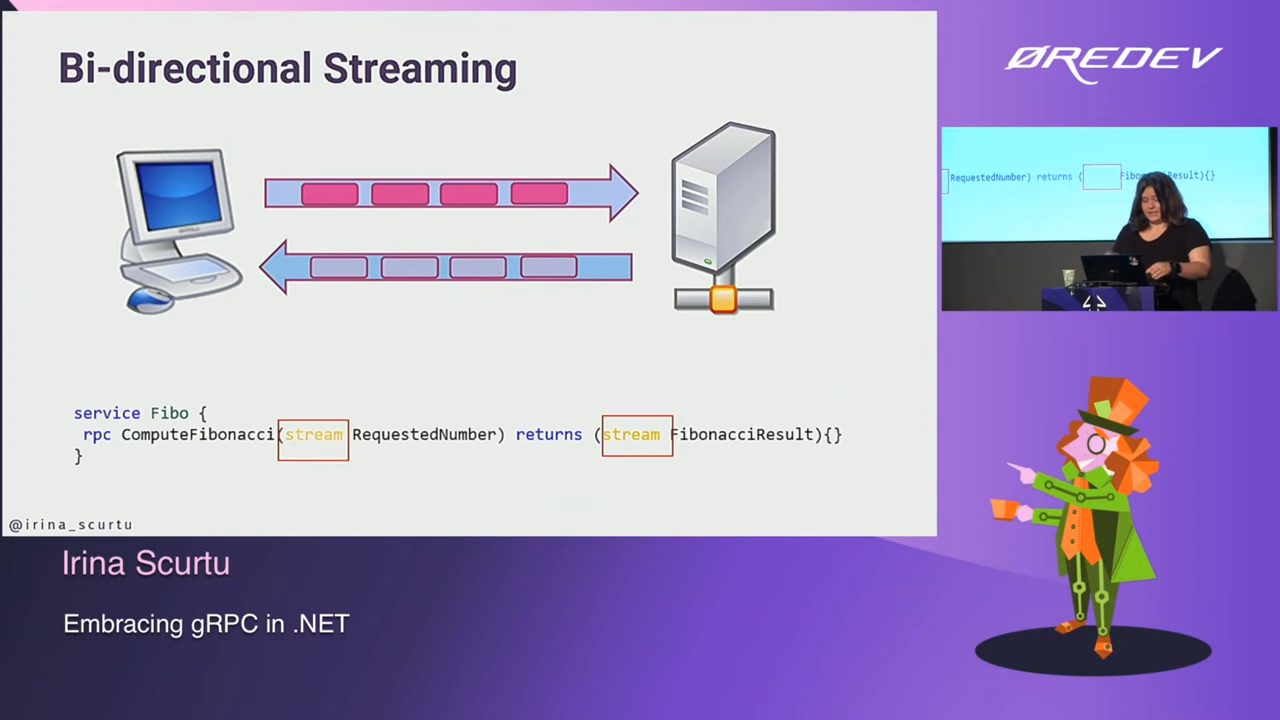 Bi-directional Streaming
service Fibo {
rpc ComputeFibonacci(stream RequestedNumber) returns (stream FibonacciResult){}
}
@irina_scurtu
Irina Scurtu
Embracing gRPC in .NET
ØREDEV
RequestedNumber) returns (